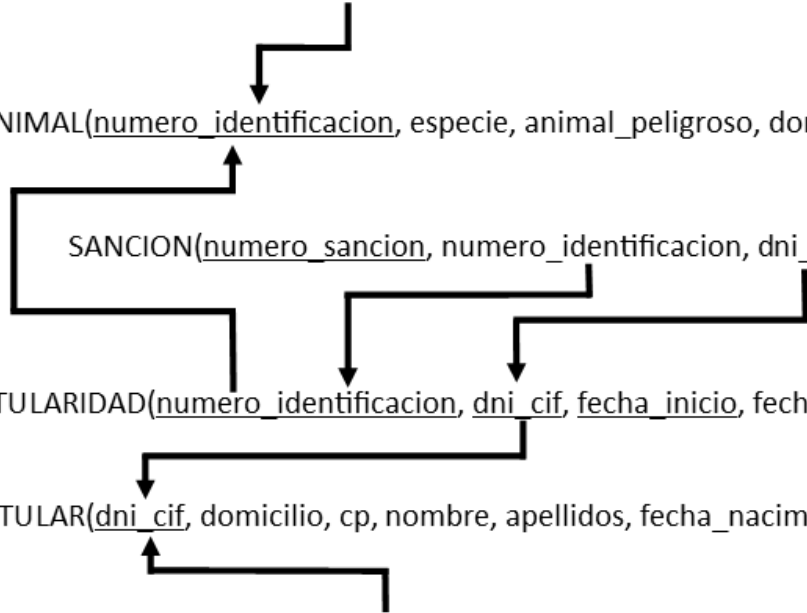 NIMAL(numero_identificacion, especie, animal_peligroso, dor
SANCION(numero_sancion, numero_identificacion, dni_
TULARIDAD(numero_identificacion, dni_cif, fecha_inicio, fech
TULAR(dni_cif, domicilio, cp, nombre, apellidos, fecha_nacim